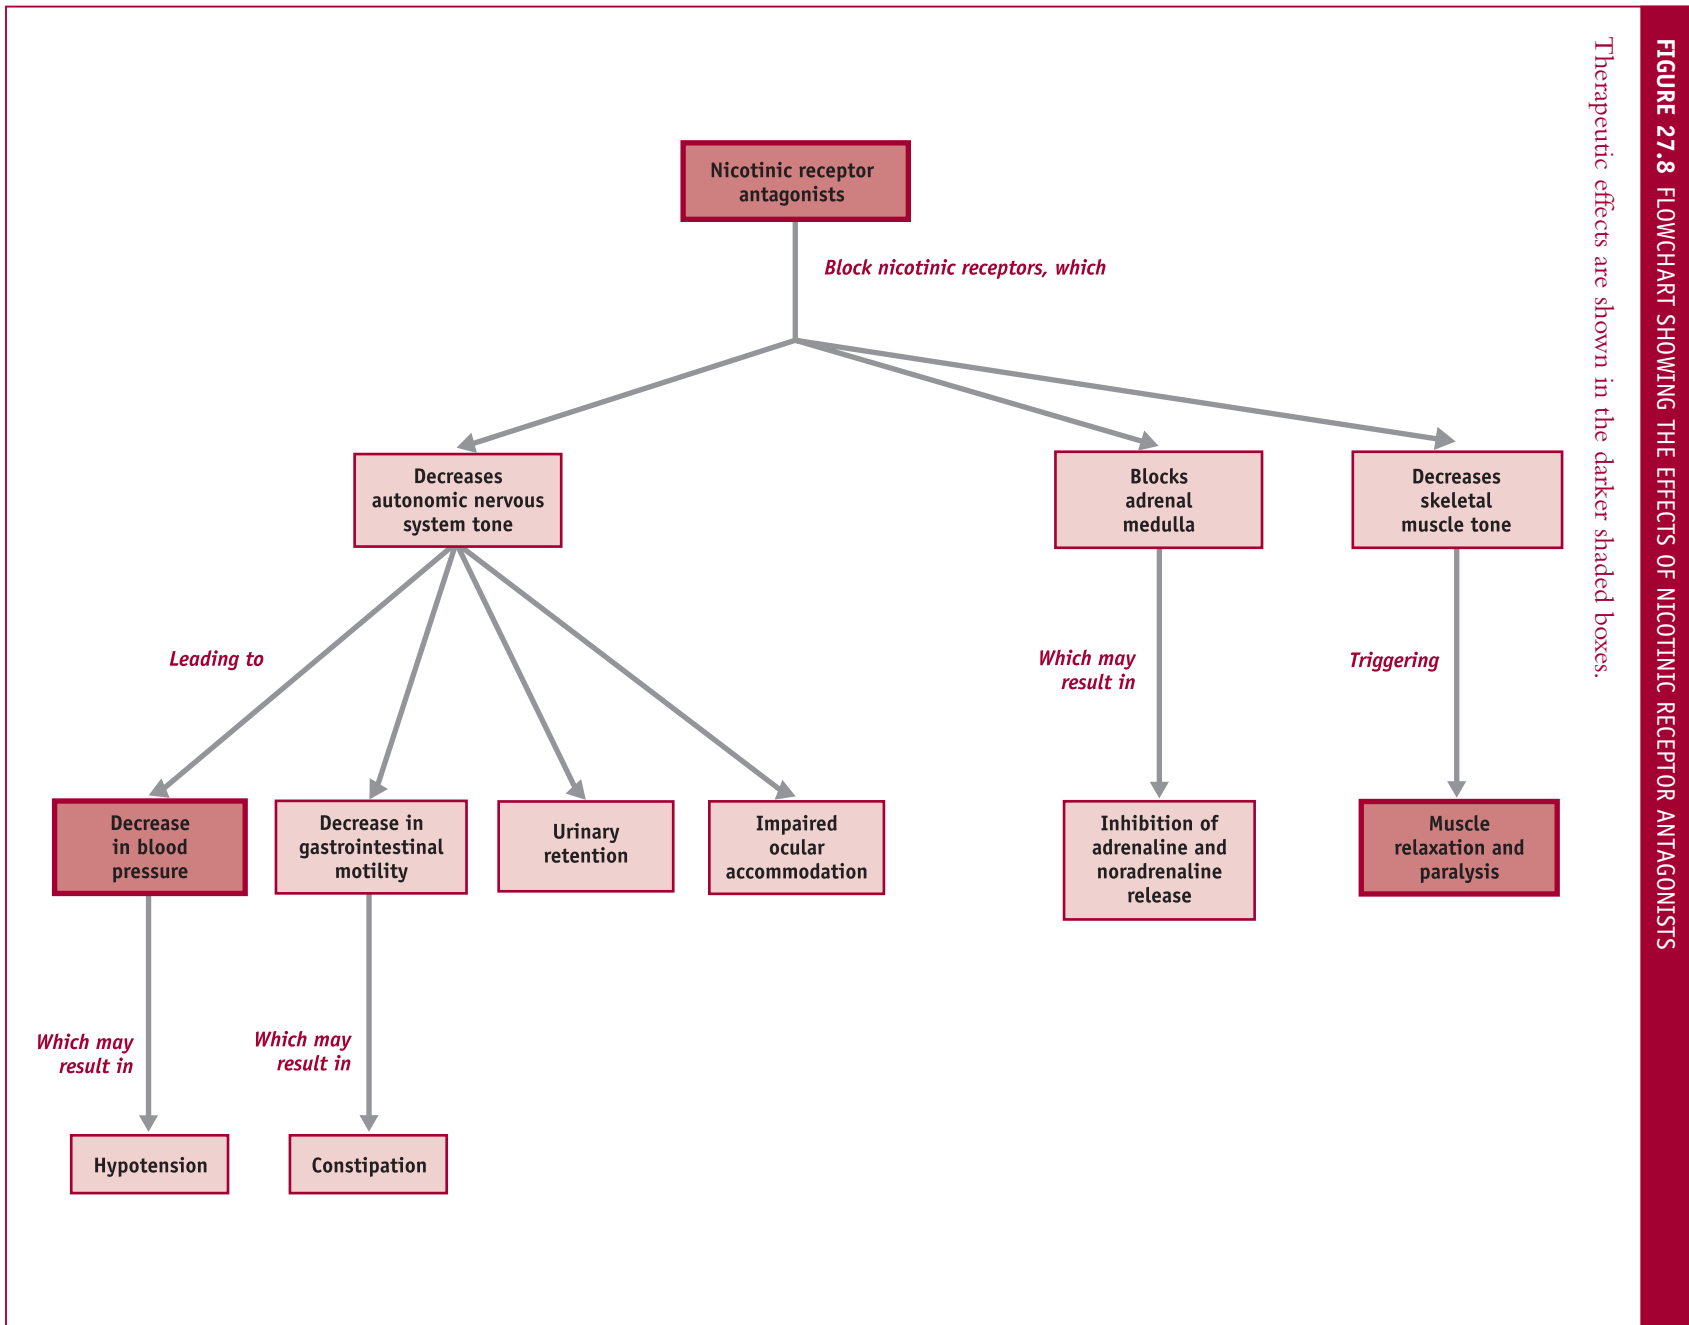 FIGURE 27.8 FLOWCHART SHOWING THE EFFECTS OF NICOTINIC RECEPTOR ANTAGONISTS
Therapeutic effects are shown in the darker shaded boxes.
Nicotinic receptor
antagonists
Block nicotinic receptors, which
Decreases
autonomic nervous
system tone
Blocks
adrenal
medulla
Decreases
skeletal
muscle tone
Leading to
Which may
result in
Triggering
Decrease
in blood
pressure
Decrease in
gastrointestinal
motility
Urinary
retention
Impaired
ocular
accommodation
Inhibition of
adrenaline and
noradrenaline
release
Muscle
relaxation and
paralysis
Which may
result in
Which may
result in
Hypotension
Constipation